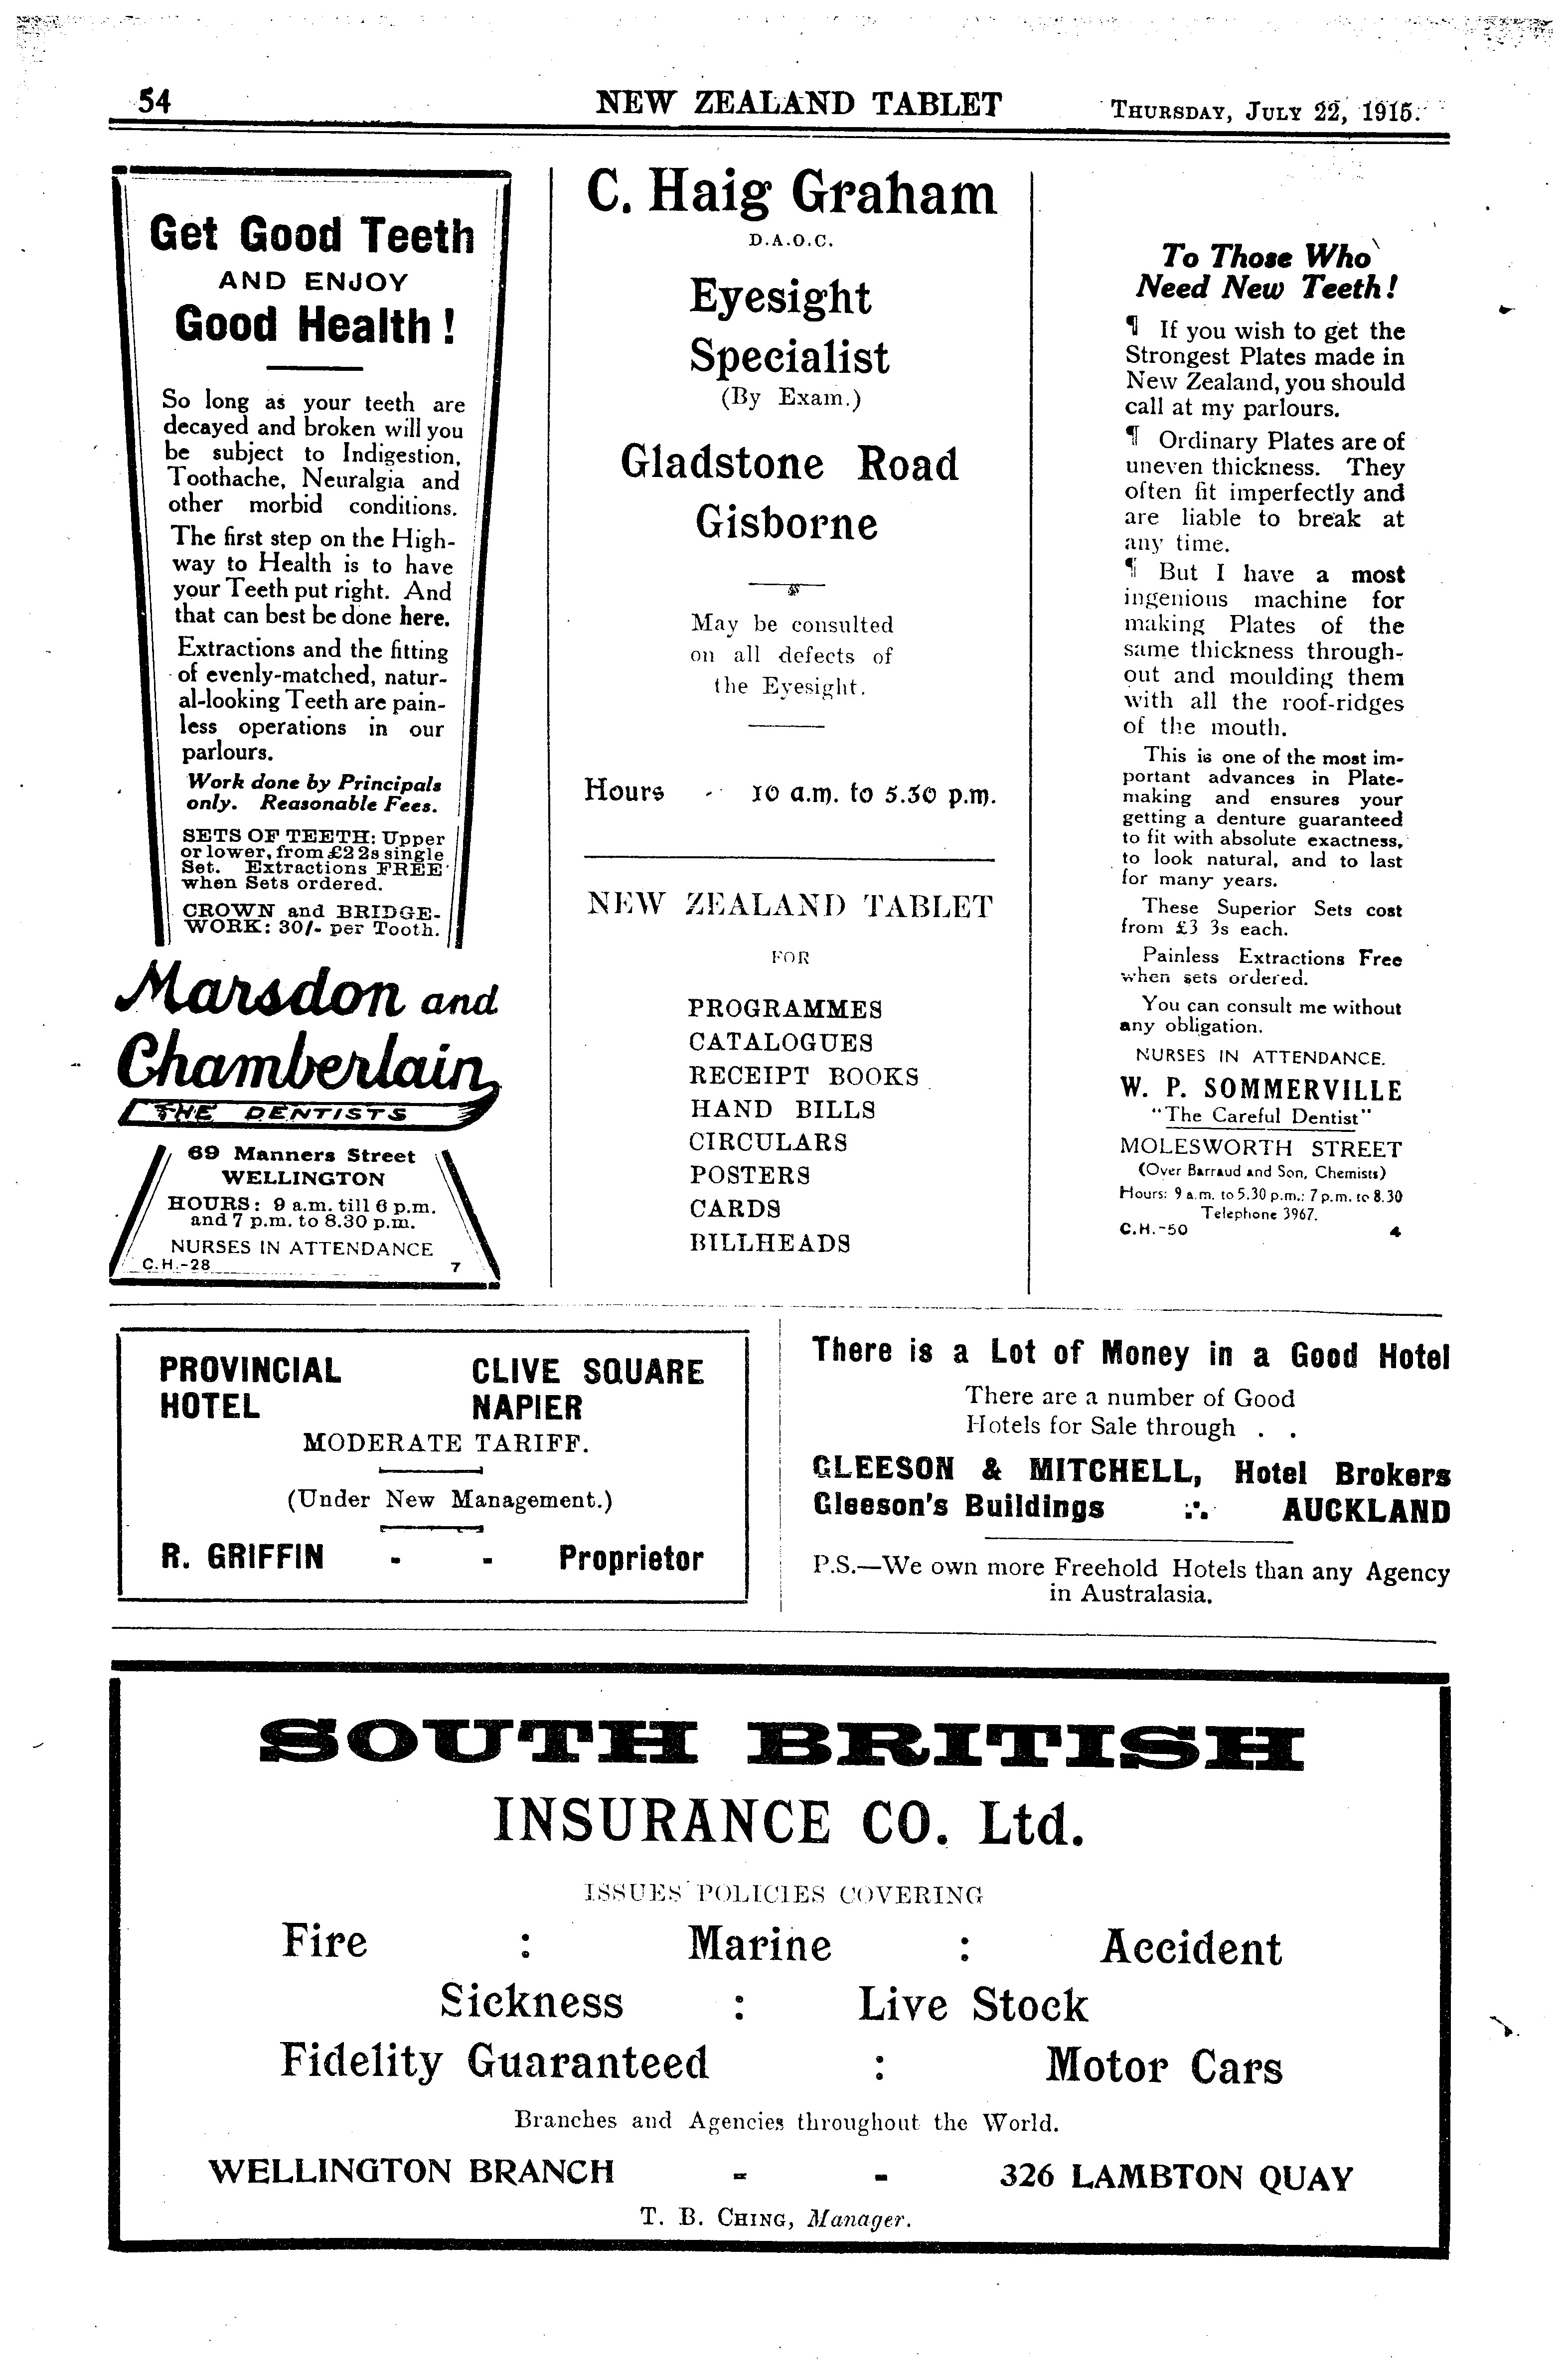 54
NEW ZEALAND TABLET
THURSDAY, JULY 22, 1915.
Get Good Teeth
AND ENJOY
Good Health!
So long as your teeth are
decayed and broken will you
be subject to Indigestion,
Toothache, Neuralgia and
other morbid conditions.
The first step on the High-
way to Health is to have
your Teeth put right. And
that can best be done here.
Extractions and the fitting
of evenly-matched, natur-
al-looking Teeth are pain-
less operations in our
parlours.
Work done by Principals
only. Reasonable Fees.
SETS OF TEETH: Upper
or lower, from £2 2s single
Set. Extractions FREE
when Sets ordered.
CROWN and BRIDGE-
WORK: 30/- per Tooth.
Marsdon and
Chamberlain
THE DENTISTS
69 Manners Street
WELLINGTON
HOURS: 9 a.m. till 6 p.m.
and 7 p.m. to 8.30 p.m.
NURSES IN ATTENDANCE
C.H.-28 7
C. Haig Graham
D.A.O.C.
Eyesight
Specialist
(By Exam.)
Gladstone Road
Gisborne
May be consulted
on all defects of
the Eyesight.
Hours - 10 a.m. to 5.30 p.m.
NEW ZEALAND TABLET
FOR
PROGRAMMES
CATALOGUES
RECEIPT BOOKS
HAND BILLS
CIRCULARS
POSTERS
CARDS
BILLHEADS
To Those Who
Need New Teeth!
¶ If you wish to get the
Strongest Plates made in
New Zealand, you should
call at my parlours.
¶ Ordinary Plates are of
uneven thickness. They
often fit imperfectly and
are liable to break at
any time.
¶ But I have a most
ingenious machine for
making Plates of the
same thickness through-
out and moulding them
with all the roof-ridges
of the mouth.
This is one of the most im-
portant advances in Plate-
making and ensures your
getting a denture guaranteed
to fit with absolute exactness,
to look natural, and to last
for many years.
These Superior Sets cost
from £3 3s each.
Painless Extractions Free
when sets ordered.
You can consult me without
any obligation.
NURSES IN ATTENDANCE.
W. P. SOMMERVILLE
"The Careful Dentist"
MOLESWORTH STREET
(Over Barraud and Son, Chemists)
Hours: 9 a.m. to 5.30 p.m.: 7 p.m. to 8.30
Telephone 3967.
C.H.-50 4
PROVINCIAL CLIVE SQUARE
HOTEL NAPIER
MODERATE TARIFF.
(Under New Management.)
R. GRIFFIN - - Proprietor
There is a Lot of Money in a Good Hotel
There are a number of Good
Hotels for Sale through . .
GLEESON & MITCHELL, Hotel Brokers
Gleeson's Buildings ∴ AUCKLAND
P.S.—We own more Freehold Hotels than any Agency
in Australasia.
SOUTH BRITISH
INSURANCE CO. Ltd.
ISSUES POLICIES COVERING
Fire : Marine : Accident
Sickness : Live Stock
Fidelity Guaranteed : Motor Cars
Branches and Agencies throughout the World.
WELLINGTON BRANCH - - 326 LAMBTON QUAY
T. B. CHING, Manager.